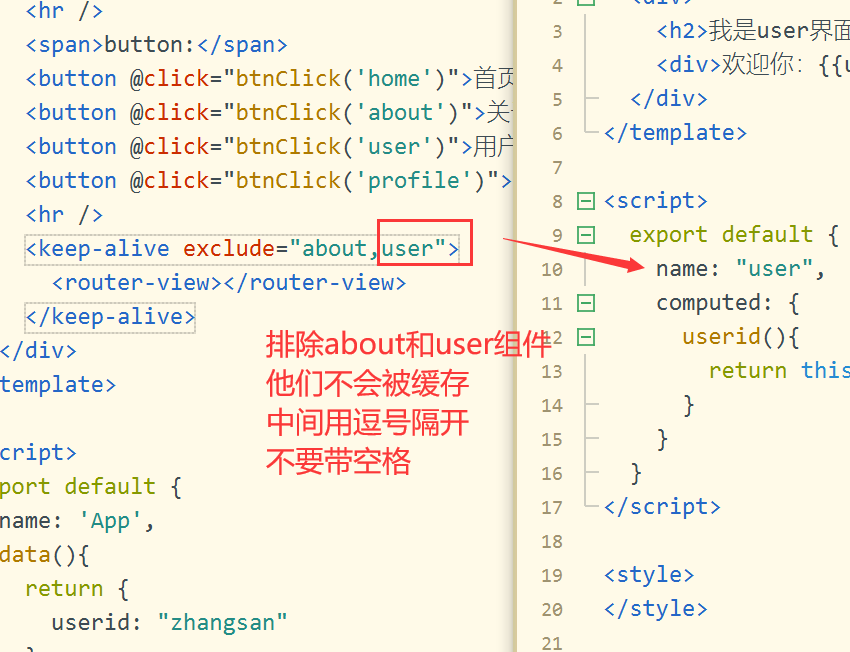 <hr />
<span>button:</span>
<button @click="btnClick('home')">首页
<button @click="btnClick('about')">关
<button @click="btnClick('user')">用户
<button @click="btnClick('profile')">
<hr />
<keep-alive exclude="about,user">
<router-view></router-view>
</keep-alive>
</div>
template>
cript>
port default {
name: 'App',
data(){
return {
userid: "zhangsan"
排除about和user组件
他们不会被缓存
中间用逗号隔开
不要带空格
2 <div>
3 <h2>我是user界面
4 <div>欢迎你: {{u
5 </div>
6 </template>
7
8 <script>
9 export default {
10 name: "user",
11 computed: {
12 userid(){
13 return this
14 }
15 }
16 }
17 </script>
18
19 <style>
20 </style>
21